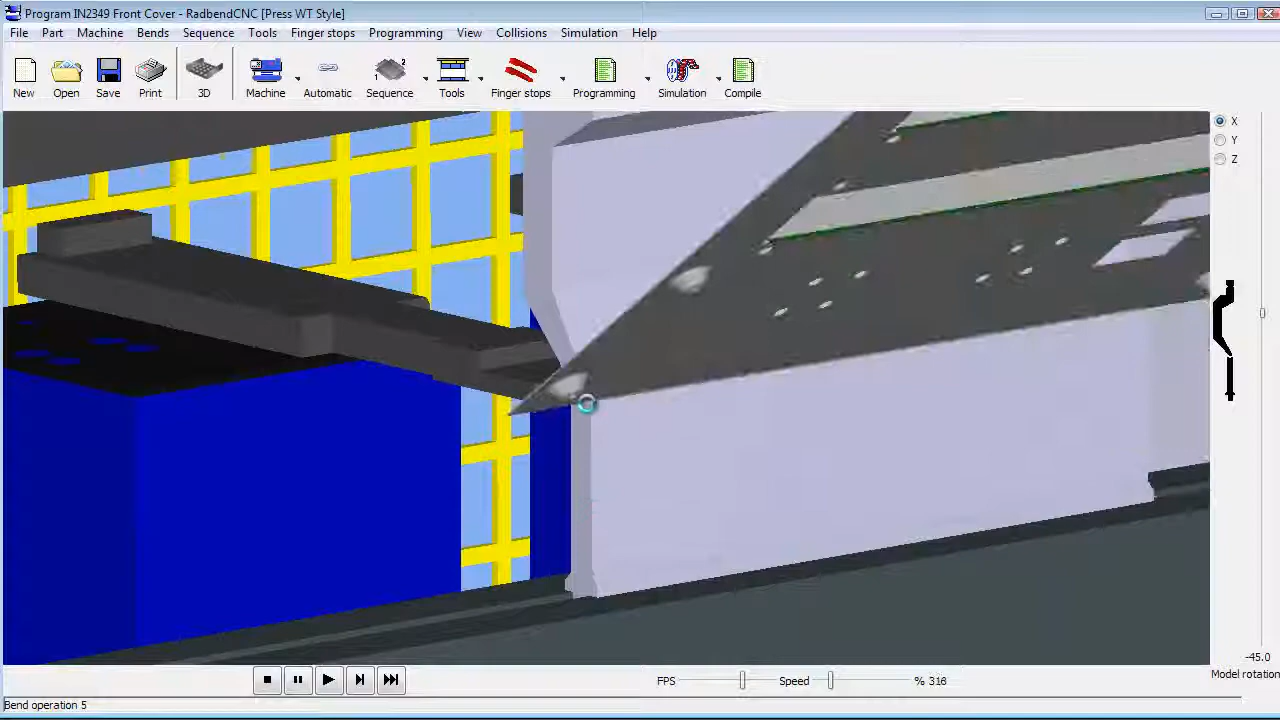 Program IN2349 Front Cover - RadbendCNC [Press WT Style]
File Part Machine Bends Sequence Tools Finger stops Programming View Collisions Simulation Help
New Open Save Print 3D Machine Automatic Sequence Tools Finger stops Programming Simulation Compile
X
Y
Z
-45.0
Model rotation
FPS Speed % 316
Bend operation 5